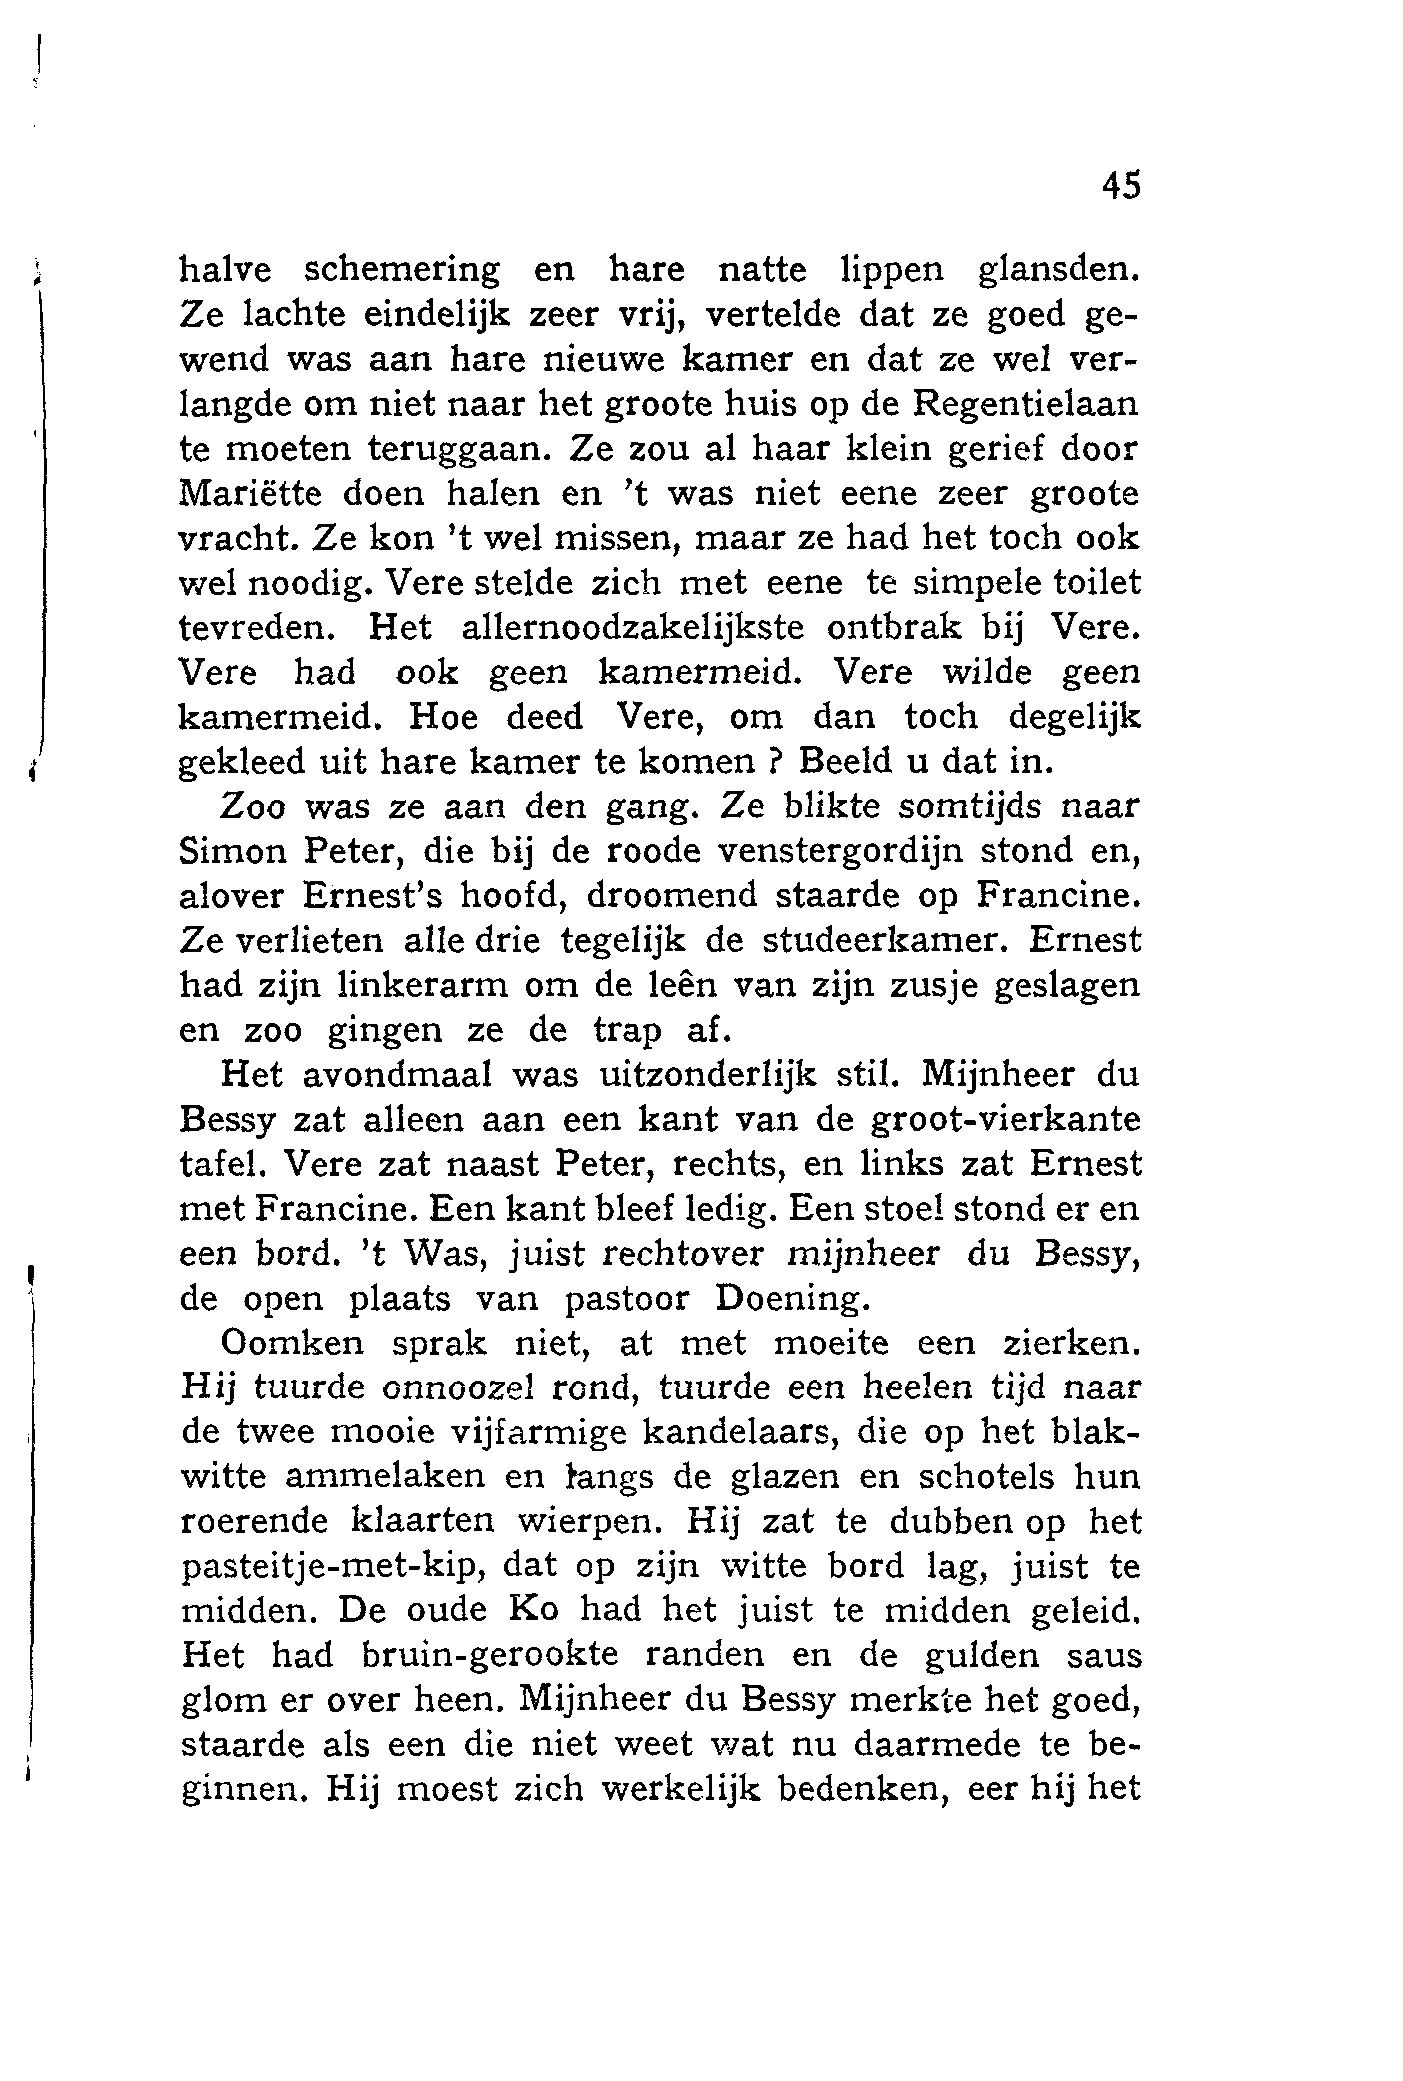 45
halve schemering en hare natte lippen glansden.
Ze lachte eindelijk zeer vrij, vertelde dat ze goed ge-
wend was aan hare nieuwe kamer en dat ze wel ver-
langde om niet naar het groote huis op de Regentielaan
te moeten teruggaan. Ze zou al haar klein gerief door
Mariëtte doen halen en 't was niet eene zeer groote
vracht. Ze kon 't wel missen, maar ze had het toch ook
wel noodig. Vere stelde zich met eene te simpele toilet
tevreden. Het allernoodzakelijkste ontbrak bij Vere.
Vere had ook geen kamermeid. Vere wilde geen
kamermeid. Hoe deed Vere, om dan toch degelijk
gekleed uit hare kamer te komen ? Beeld u dat in.
Zoo was ze aan den gang. Ze blikte somtijds naar
Simon Peter, die bij de roode venstergordijn stond en,
alover Ernest's hoofd, droomend staarde op Francine.
Ze verlieten alle drie tegelijk de studeerkamer. Ernest
had zijn linkerarm om de leên van zijn zusje geslagen
en zoo gingen ze de trap af.
Het avondmaal was uitzonderlijk stil. Mijnheer du
Bessy zat alleen aan een kant van de groot-vierkante
tafel. Vere zat naast Peter, rechts, en links zat Ernest
met Francine. Een kant bleef ledig. Een stoel stond er en
een bord. 't Was, juist rechtover mijnheer du Bessy,
de open plaats van pastoor Doening.
Oomken sprak niet, at met moeite een zierken.
Hij tuurde onnoozel rond, tuurde een heelen tijd naar
de twee mooie vijfarmige kandelaars, die op het blak-
witte ammelaken en langs de glazen en schotels hun
roerende klaarten wierpen. Hij zat te dubben op het
pasteitje-met-kip, dat op zijn witte bord lag, juist te
midden. De oude Ko had het juist te midden geleid.
Het had bruin-gerookte randen en de gulden saus
glom er over heen. Mijnheer du Bessy merkte het goed,
staarde als een die niet weet wat nu daarmede te be-
ginnen. Hij moest zich werkelijk bedenken, eer hij het